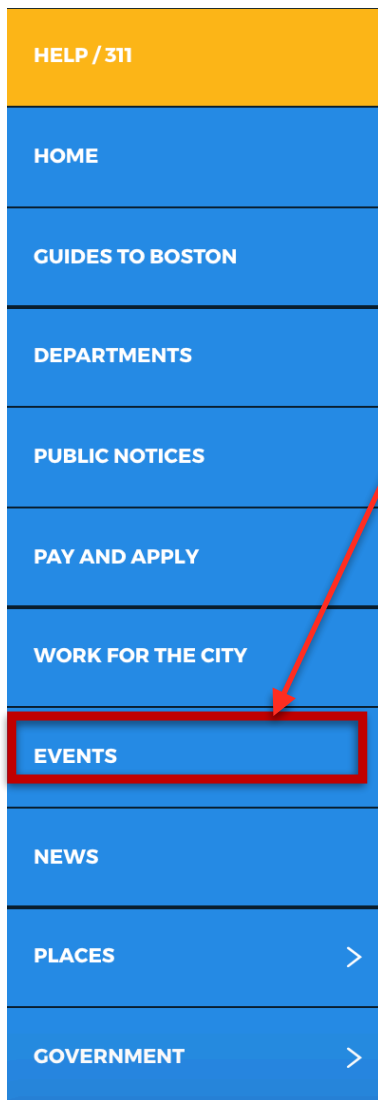 HELP / 311
HOME
GUIDES TO BOSTON
DEPARTMENTS
PUBLIC NOTICES
PAY AND APPLY
WORK FOR THE CITY
EVENTS
NEWS
PLACES
GOVERNMENT